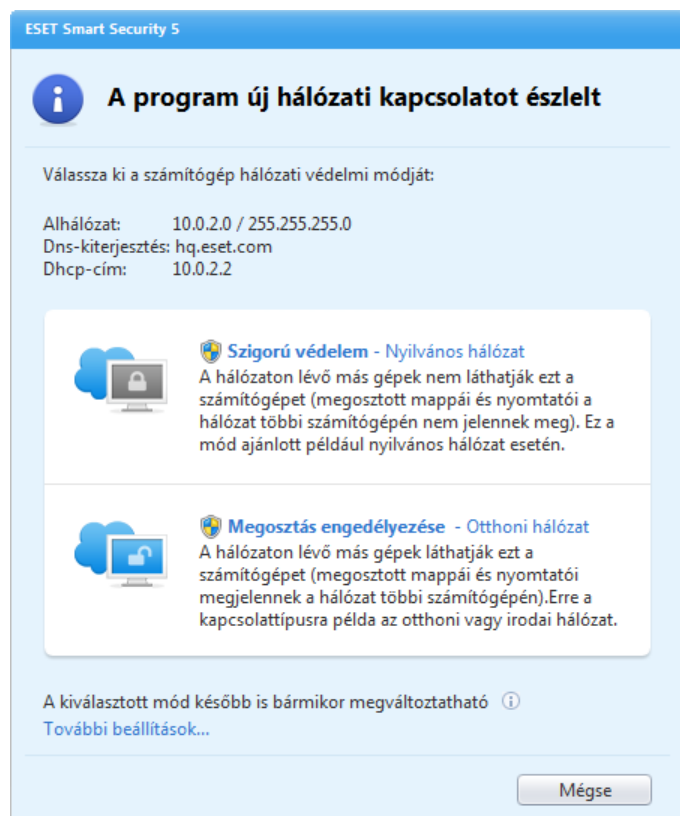 ESET Smart Security 5
A program új hálózati kapcsolatot észlelt
Válassza ki a számítógép hálózati védelmi módját:
Alhálózat: 10.0.2.0 / 255.255.255.0
Dns-kiterjesztés: hq.eset.com
Dhcp-cím: 10.0.2.2
Szigorú védelem - Nyilvános hálózat
A hálózaton lévő más gépek nem láthatják ezt a
számítógépet (megosztott mappái és nyomtatói a
hálózat többi számítógépén nem jelennek meg). Ez a
mód ajánlott például nyilvános hálózat esetén.
Megosztás engedélyezése - Otthoni hálózat
A hálózaton lévő más gépek láthatják ezt a
számítógépet (megosztott mappái és nyomtatói
megjelennek a hálózat többi számítógépén).Erre a
kapcsolattípusra példa az otthoni vagy irodai hálózat.
A kiválasztott mód később is bármikor megváltoztatható
További beállítások...
Mégse